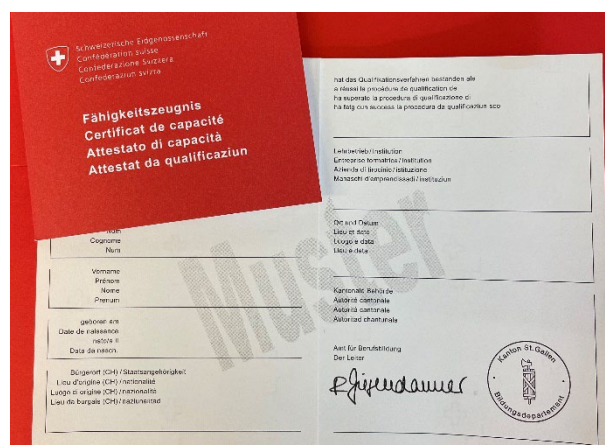 Schweizerische Eidgenossenschaft
Confédération suisse
Confederazione Svizzera
Confederaziun svizra
Fähigkeitszeugnis
Certificat de capacité
Attestato di capacità
Attestat da qualificaziun
Nom
Cognome
Num
Vorname
Prénom
Nome
Prenum
geboren am
Date de naissance
nato/a il
Data da nasch.
Bürgerort (CH) / Staatsangehörigkeit
Lieu d'origine (CH) / nationalité
Luogo di origine (CH) / nazionalità
Lieu da burgais (CH) / naziunalitad
Muster
hat das Qualifikationsverfahren bestanden als
a réussi la procédure de qualification de
ha superato la procedura di qualificazione di
ha fatg cun success la procedura da qualificaziun sco
Lehrbetrieb / Institution
Entreprise formatrice / Institution
Azienda di tirocinio / istituzione
Manaschi d'emprendissadi / instituziun
Ort und Datum
Lieu et date
Luogo e data
Lieu e data
Kantonale Behörde
Autorité cantonale
Autorità cantonale
Autoritad chantunala
Amt für Berufsbildung
Der Leiter
Kanton St.Gallen
Bildungsdepartement